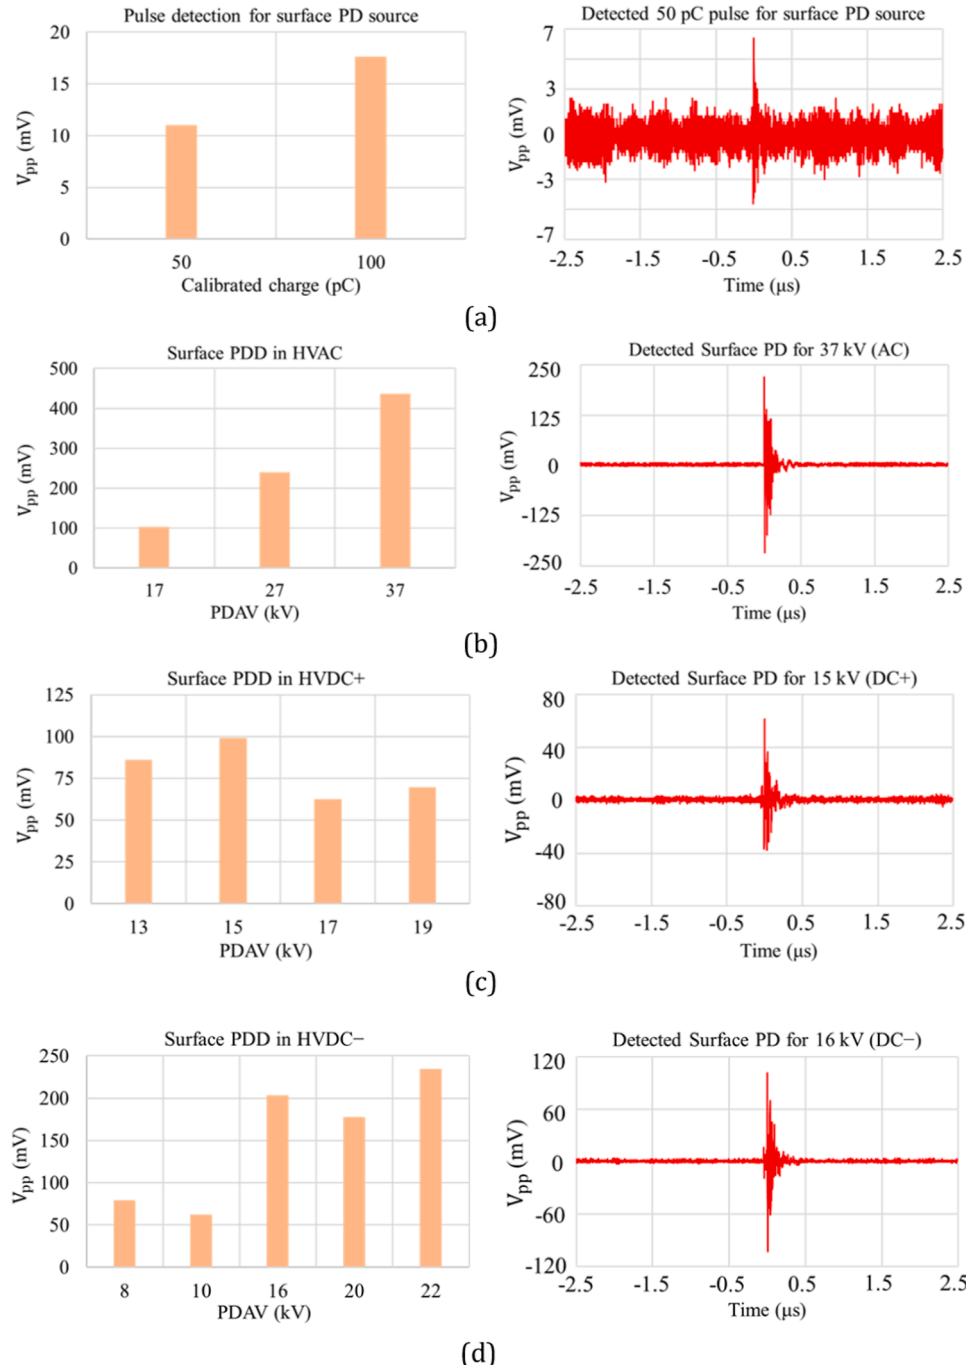 Pulse detection for surface PD source
20
15
10
5
0
Vpp (mV)
50 100
Calibrated charge (pC)
Detected 50 pC pulse for surface PD source
7
3
0
-3
-7
Vpp (mV)
-2.5 -1.5 -0.5 0.5 1.5 2.5
Time (μs)
(a)
Surface PDD in HVAC
500
400
300
200
100
0
Vpp (mV)
17 27 37
PDAV (kV)
Detected Surface PD for 37 kV (AC)
250
125
0
-125
-250
Vpp (mV)
-2.5 -1.5 -0.5 0.5 1.5 2.5
Time (μs)
(b)
Surface PDD in HVDC+
125
100
75
50
25
0
Vpp (mV)
13 15 17 19
PDAV (kV)
Detected Surface PD for 15 kV (DC+)
80
40
0
-40
-80
Vpp (mV)
-2.5 -1.5 -0.5 0.5 1.5 2.5
Time (μs)
(c)
Surface PDD in HVDC−
250
200
150
100
50
0
Vpp (mV)
8 10 16 20 22
PDAV (kV)
Detected Surface PD for 16 kV (DC−)
120
60
0
-60
-120
Vpp (mV)
-2.5 -1.5 -0.5 0.5 1.5 2.5
Time (μs)
(d)